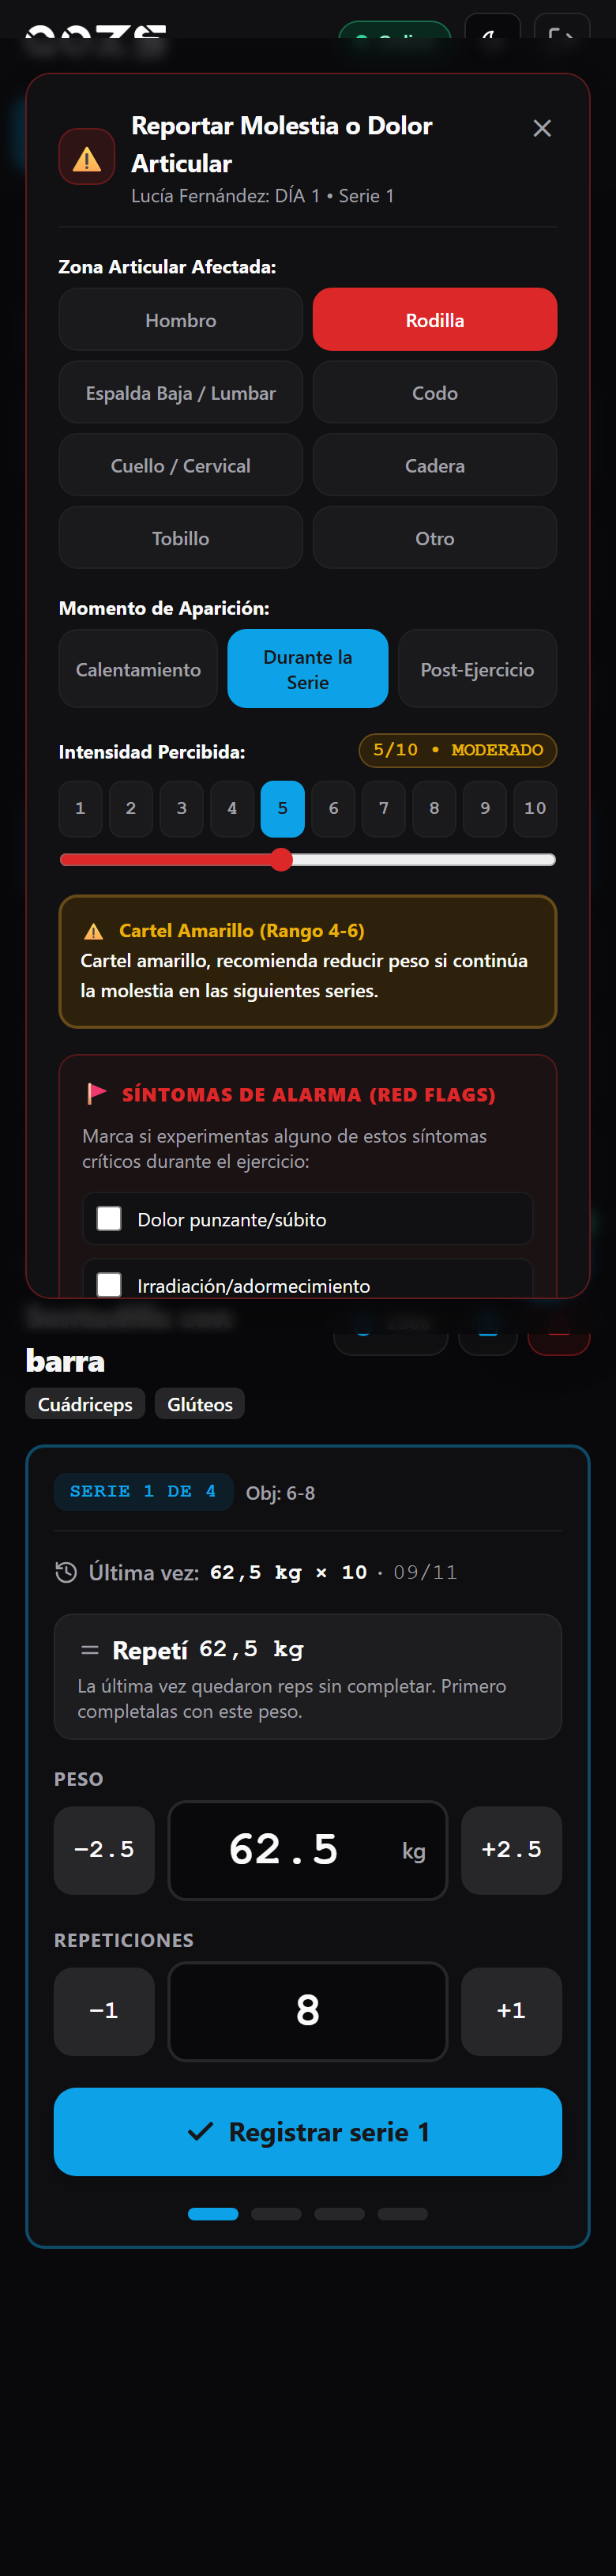 Reportar Molestia o Dolor
Articular
Lucía Fernández: DÍA 1 • Serie 1
Zona Articular Afectada:
Hombro
Rodilla
Espalda Baja / Lumbar
Codo
Cuello / Cervical
Cadera
Tobillo
Otro
Momento de Aparición:
Calentamiento
Durante la
Serie
Post-Ejercicio
Intensidad Percibida:
5/10 • MODERADO
1 2 3 4 5 6 7 8 9 10
Cartel Amarillo (Rango 4-6)
Cartel amarillo, recomienda reducir peso si continúa
la molestia en las siguientes series.
SÍNTOMAS DE ALARMA (RED FLAGS)
Marca si experimentas alguno de estos síntomas
críticos durante el ejercicio:
Dolor punzante/súbito
Irradiación/adormecimiento
barra
Cuádriceps
Glúteos
SERIE 1 DE 4
Obj: 6-8
Última vez: 62,5 kg × 10 · 09/11
= Repetí 62,5 kg
La última vez quedaron reps sin completar. Primero
completalas con este peso.
PESO
−2.5
62.5
kg
+2.5
REPETICIONES
−1
8
+1
Registrar serie 1